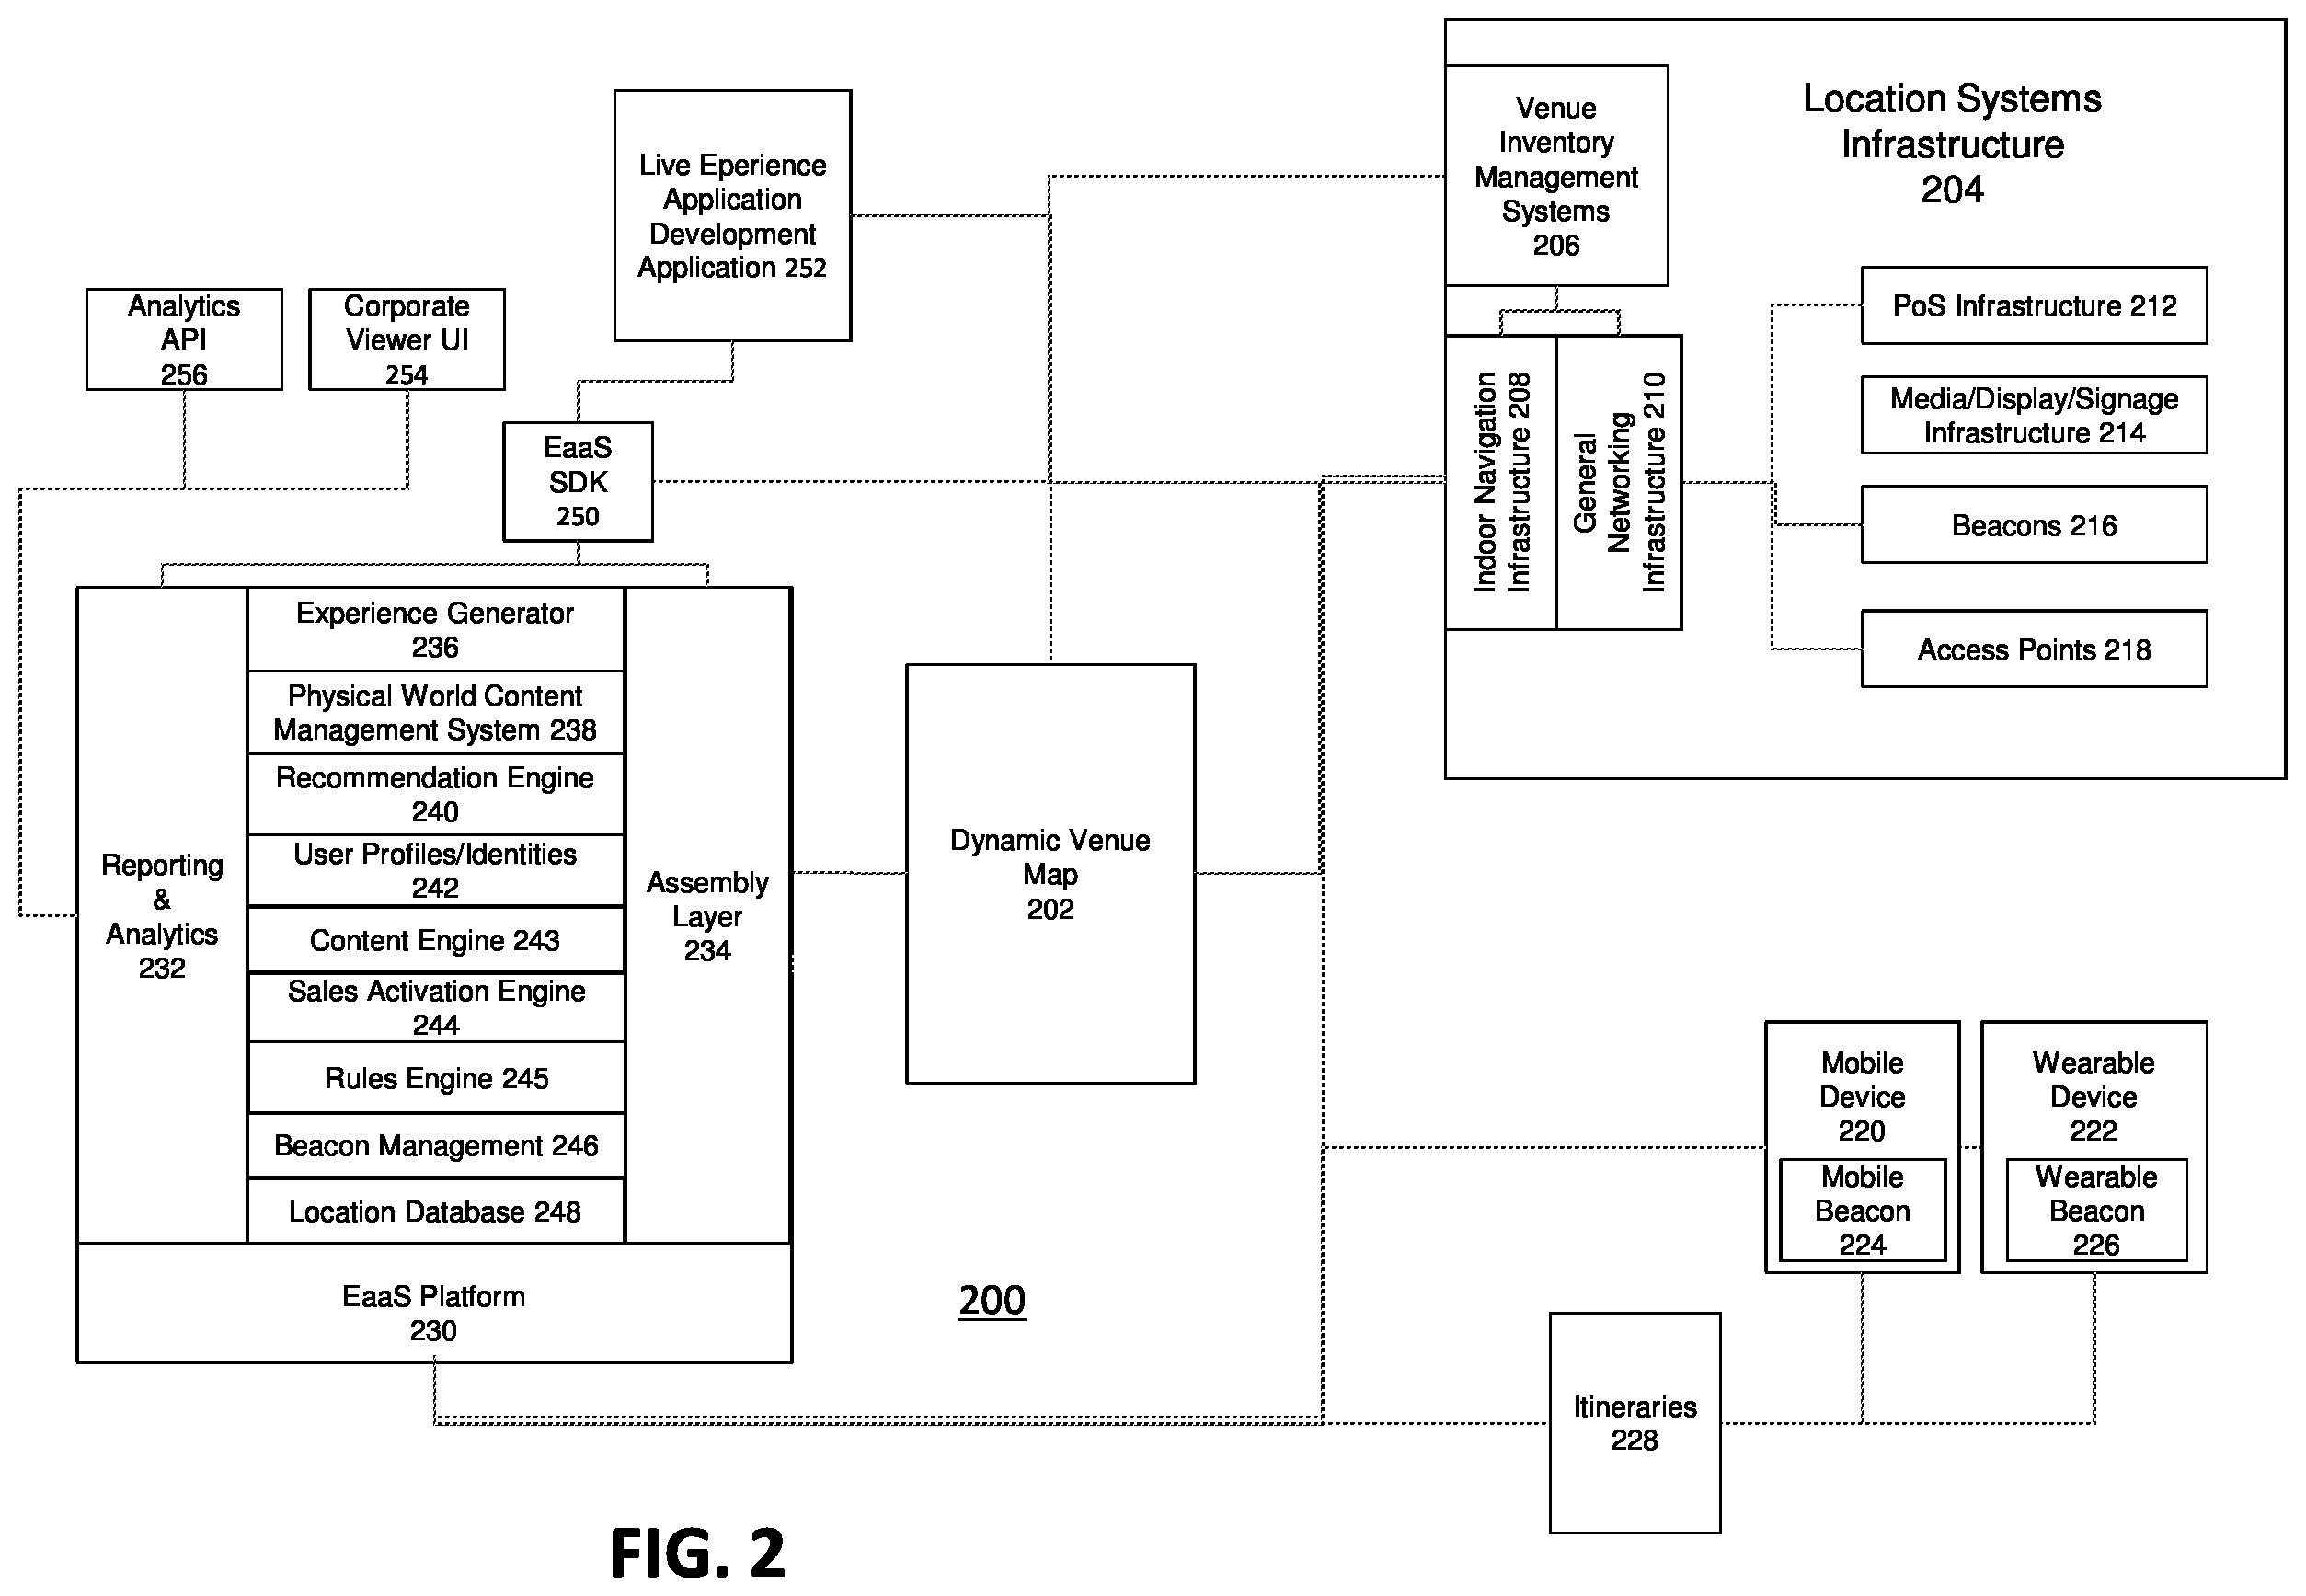 Location Systems
Infrastructure
204
Venue
Inventory
Management
Systems
206
Live Eperience
Application
Development
Application 252
Analytics
API
256
Corporate
Viewer UI
254
PoS Infrastructure 212
Media/Display/Signage
Infrastructure 214
Beacons 216
Access Points 218
Indoor Navigation
Infrastructure 208
General
Networking
Infrastructure 210
EaaS
SDK
250
Experience Generator
236
Physical World Content
Management System 238
Recommendation Engine
240
User Profiles/Identities
242
Content Engine 243
Sales Activation Engine
244
Rules Engine 245
Beacon Management 246
Location Database 248
Reporting
&
Analytics
232
Assembly
Layer
234
Dynamic Venue
Map
202
EaaS Platform
230
200
Mobile
Device
220
Mobile
Beacon
224
Wearable
Device
222
Wearable
Beacon
226
Itineraries
228
FIG. 2